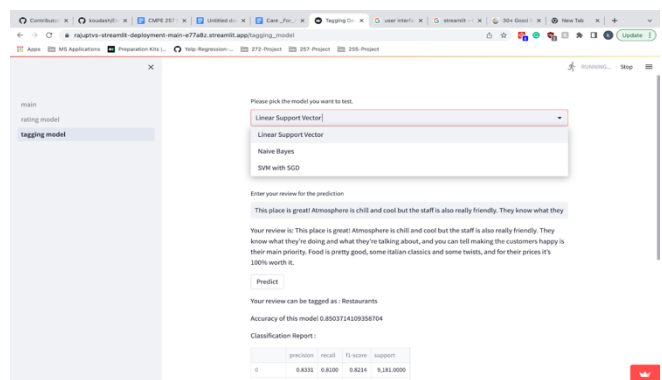 Contribute
koudant/di
CMPE 257
Untitled do
Care _For_
Tagging De
user interfa
streamlit
30+ Good
New Tab
rajuptvs-streamlit-deployment-main-e77a8z.streamlit.app/tagging_model
Update
Apps
MS Applications
Preparation Kits |...
Yelp-Regression-...
272-Project
257-Project
255-Project
RUNNING...
Stop
main
rating model
tagging model
Please pick the model you want to test.
Linear Support Vector
Linear Support Vector
Naive Bayes
SVM with SGD
Enter your review for the prediction
This place is great! Atmosphere is chill and cool but the staff is also really friendly. They know what they
Your review is: This place is great! Atmosphere is chill and cool but the staff is also really friendly. They
know what they're doing and what they're talking about, and you can tell making the customers happy is
their main priority. Food is pretty good, some italian classics and some twists, and for their prices it's
100% worth it.
Predict
Your review can be tagged as : Restaurants
Accuracy of this model 0.8503714109358704
Classification Report :
precision recall f1-score support
0 0.8331 0.8100 0.8214 9,181.0000